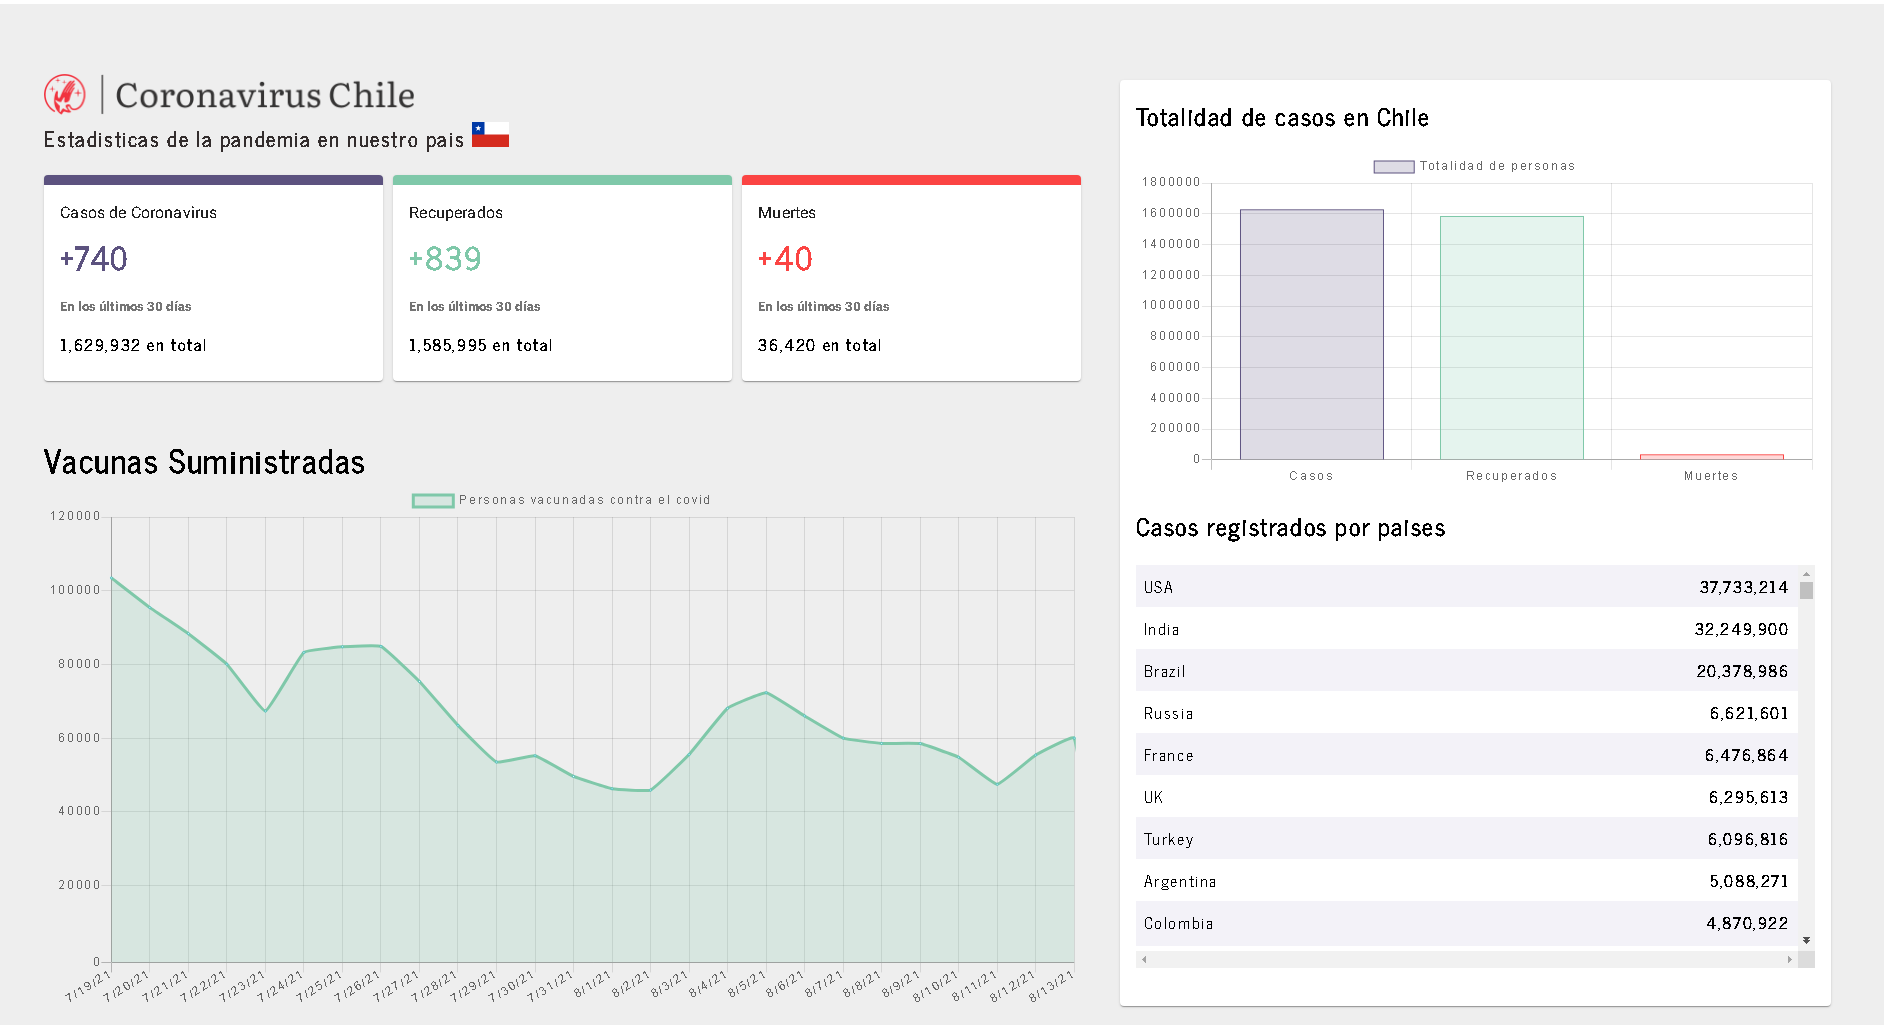 Coronavirus Chile
Estadisticas de la pandemia en nuestro pais
Casos de Coronavirus
+740
En los últimos 30 días
1,629,932 en total
Recuperados
+839
En los últimos 30 días
1,585,995 en total
Muertes
+40
En los últimos 30 días
36,420 en total
Vacunas Suministradas
Personas vacunadas contra el covid
120000
100000
80000
60000
40000
20000
0
7/19/21
7/20/21
7/21/21
7/22/21
7/23/21
7/24/21
7/25/21
7/26/21
7/27/21
7/28/21
7/29/21
7/30/21
7/31/21
8/1/21
8/2/21
8/3/21
8/4/21
8/5/21
8/6/21
8/7/21
8/8/21
8/9/21
8/10/21
8/11/21
8/12/21
8/13/21
Totalidad de casos en Chile
Totalidad de personas
1800000
1600000
1400000
1200000
1000000
800000
600000
400000
200000
0
Casos
Recuperados
Muertes
Casos registrados por países
USA 37,733,214
India 32,249,900
Brazil 20,378,986
Russia 6,621,601
France 6,476,864
UK 6,295,613
Turkey 6,096,816
Argentina 5,088,271
Colombia 4,870,922